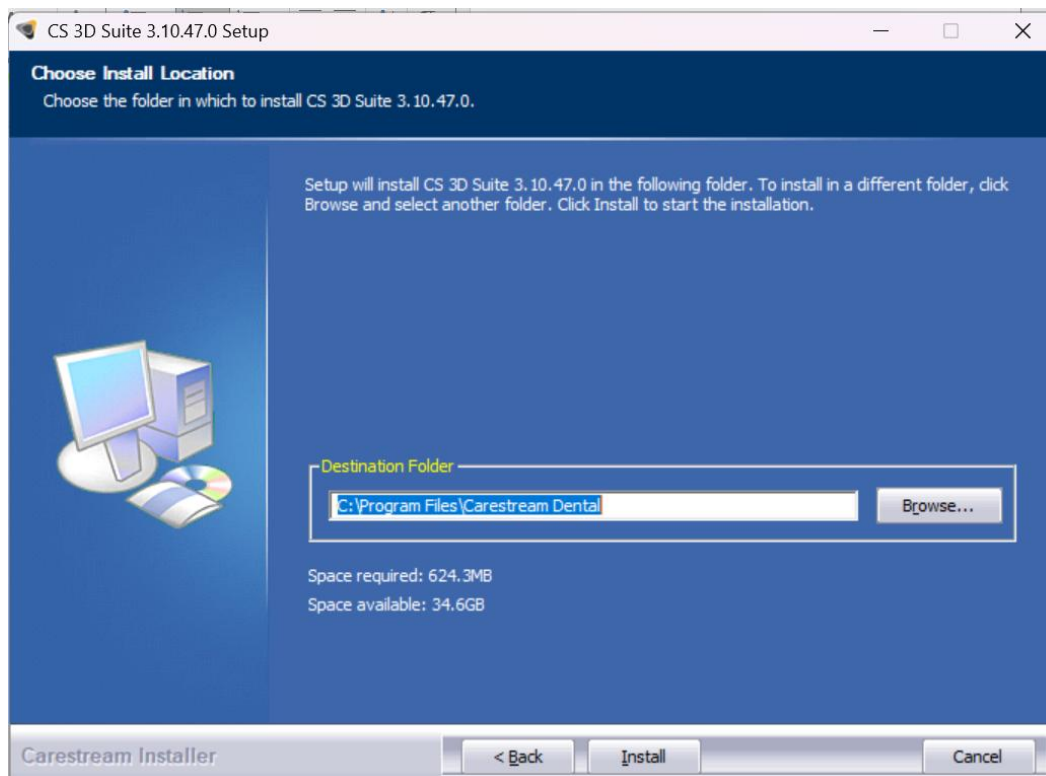 CS 3D Suite 3.10.47.0 Setup
Choose Install Location
Choose the folder in which to install CS 3D Suite 3.10.47.0.
Setup will install CS 3D Suite 3.10.47.0 in the following folder. To install in a different folder, click
Browse and select another folder. Click Install to start the installation.
Destination Folder
C:\Program Files\Carestream Dental
Browse...
Space required: 624.3MB
Space available: 34.6GB
Carestream Installer
< Back
Install
Cancel